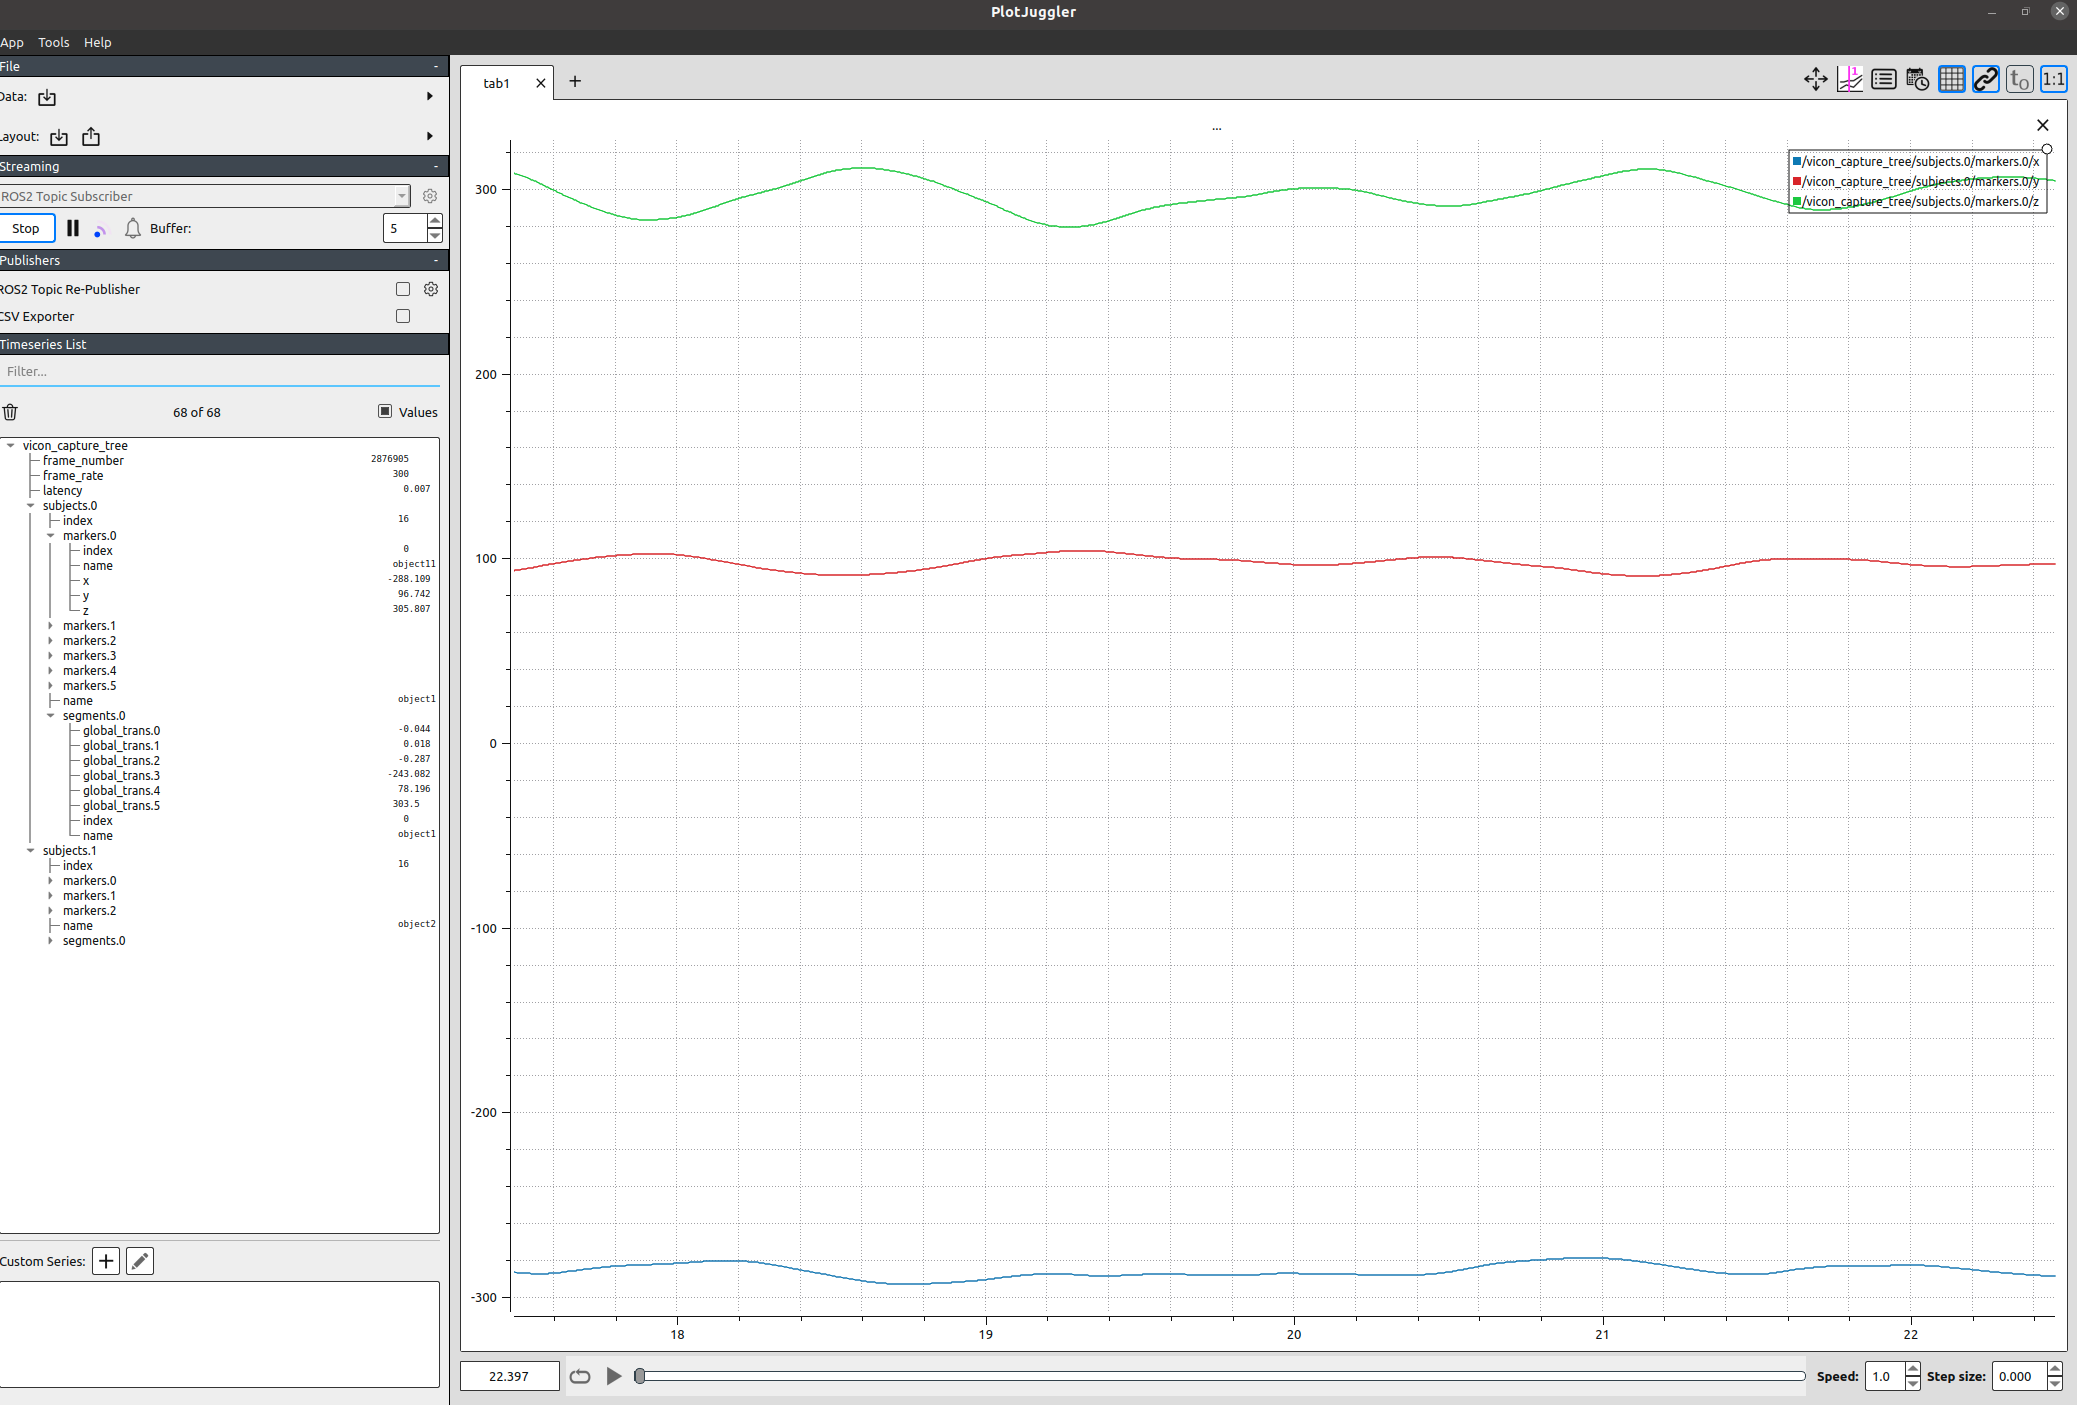 PlotJuggler
App Tools Help
File -
Data:
Layout:
Streaming -
ROS2 Topic Subscriber
Stop Buffer: 5
Publishers -
ROS2 Topic Re-Publisher
CSV Exporter
Timeseries List
Filter...
68 of 68 Values
vicon_capture_tree
frame_number 2876905
frame_rate 300
latency 0.007
subjects.0
index 16
markers.0
index 0
name object11
x -288.109
y 96.742
z 305.807
markers.1
markers.2
markers.3
markers.4
markers.5
name object1
segments.0
global_trans.0 -0.044
global_trans.1 0.018
global_trans.2 -0.287
global_trans.3 -243.082
global_trans.4 78.196
global_trans.5 303.5
index 0
name object1
subjects.1
index 16
markers.0
markers.1
markers.2
name object2
segments.0
Custom Series:
tab1
1 t0 1:1
...
/vicon_capture_tree/subjects.0/markers.0/x
/vicon_capture_tree/subjects.0/markers.0/y
/vicon_capture_tree/subjects.0/markers.0/z
300
200
100
0
-100
-200
-300
18 19 20 21 22
22.397 Speed: 1.0 Step size: 0.000